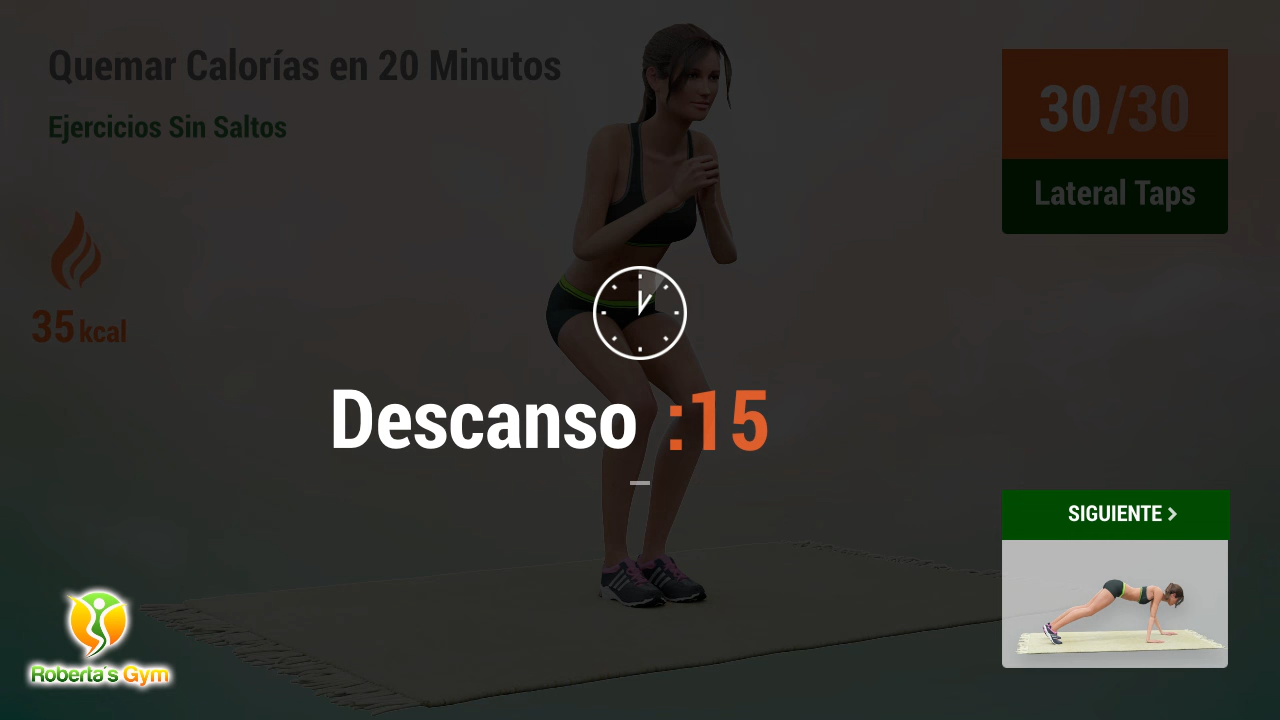 Quemar Calorías en 20 Minutos
Ejercicios Sin Saltos
30/30
Lateral Taps
35 kcal
Descanso :15
SIGUIENTE >
Roberta's Gym